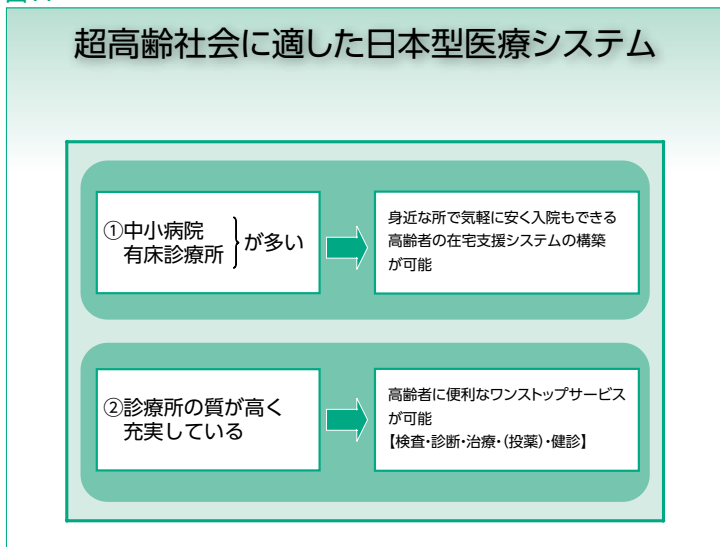 超高齢社会に適した日本型医療システム
①中小病院
有床診療所
が多い
身近な所で気軽に安く入院もできる
高齢者の在宅支援システムの構築
が可能
②診療所の質が高く
充実している
高齢者に便利なワンストップサービス
が可能
【検査・診断・治療・(投薬)・健診】